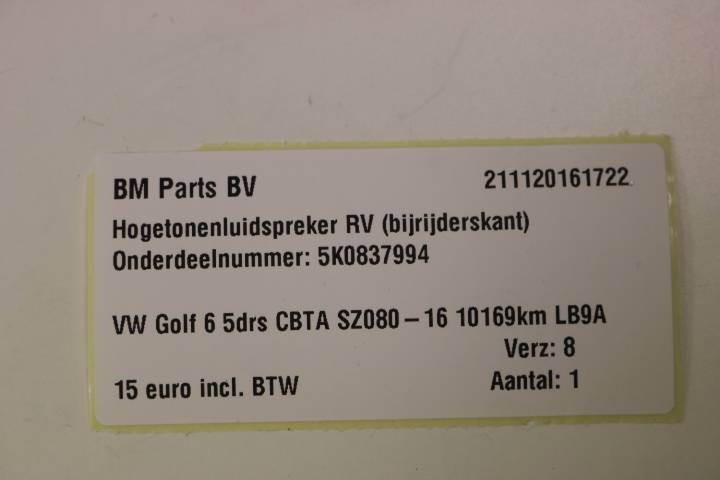 BM Parts BV 211120161722
Hogetonenluidspreker RV (bijrijderskant)
Onderdeelnummer: 5K0837994
VW Golf 6 5drs CBTA SZ080-16 10169km LB9A
Verz: 8
15 euro incl. BTW Aantal: 1